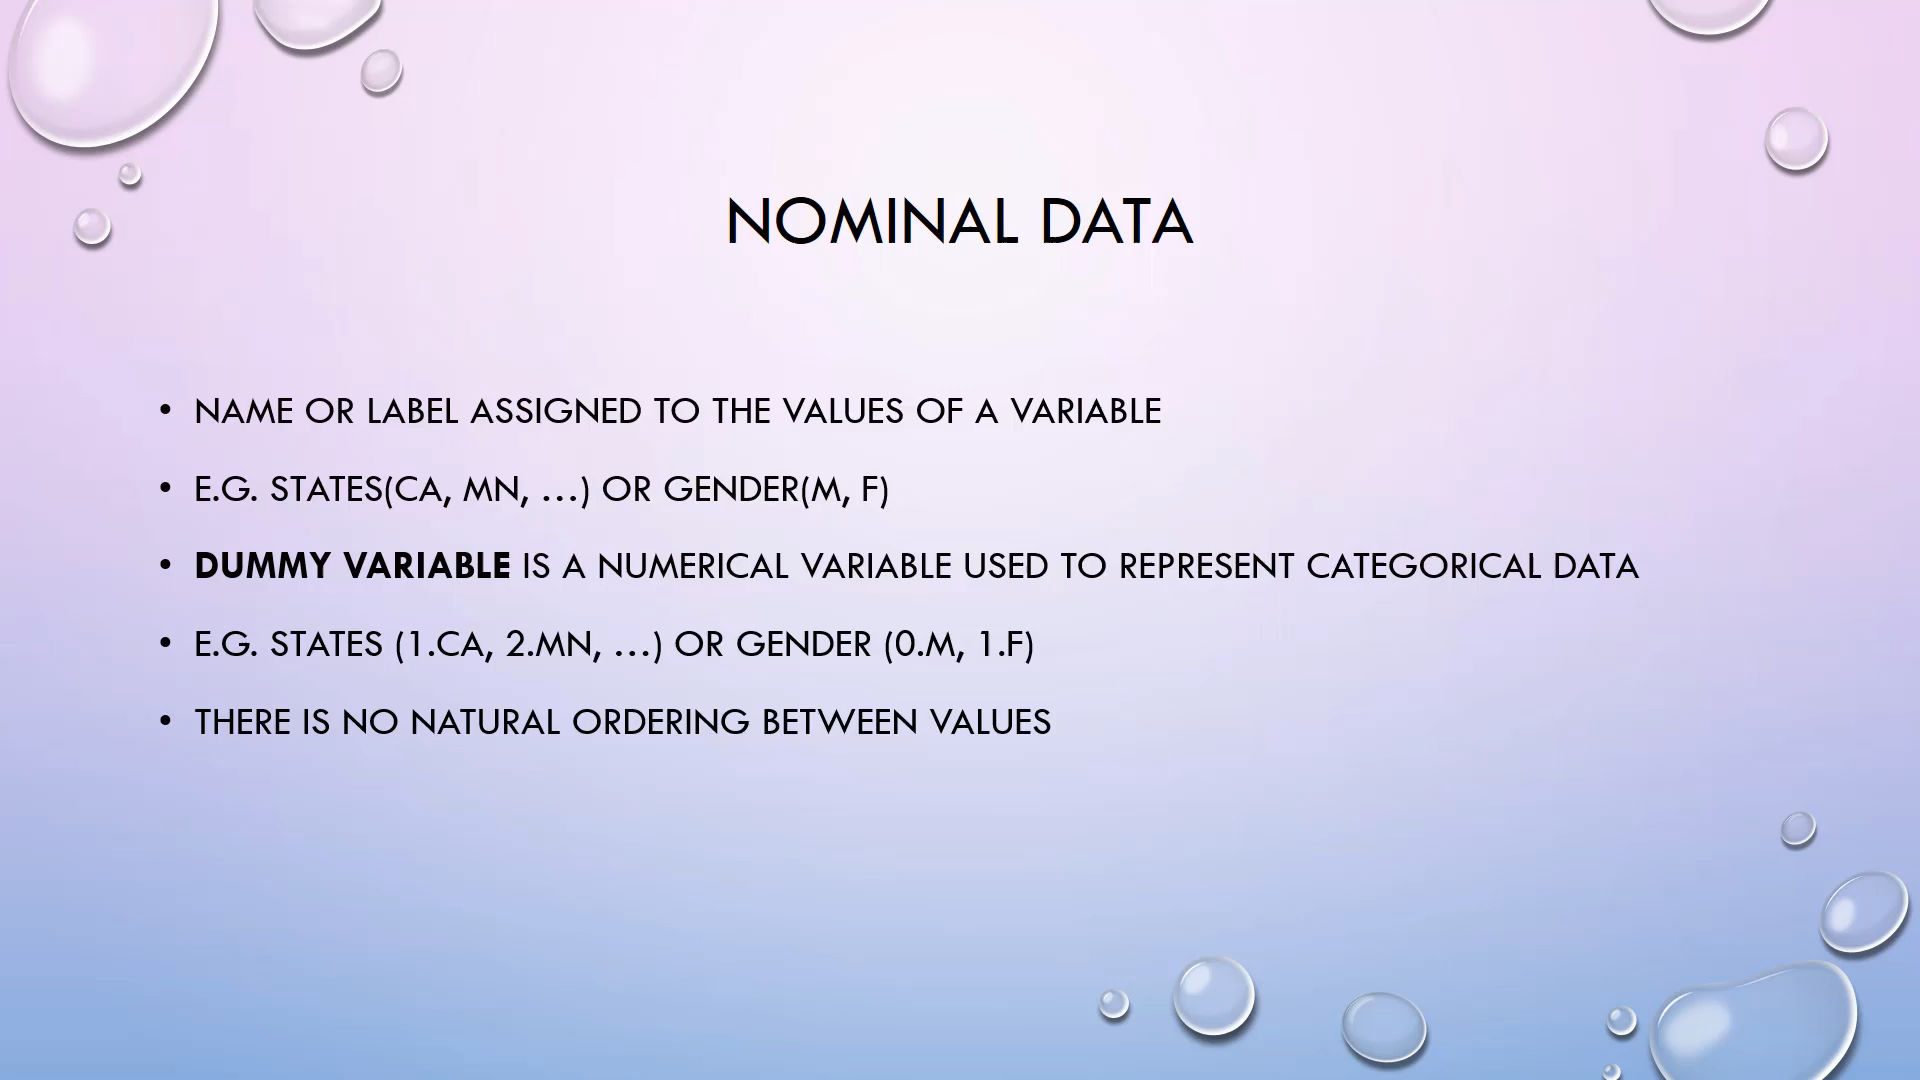 NOMINAL DATA
• NAME OR LABEL ASSIGNED TO THE VALUES OF A VARIABLE
• E.G. STATES(CA, MN, …) OR GENDER(M, F)
• DUMMY VARIABLE IS A NUMERICAL VARIABLE USED TO REPRESENT CATEGORICAL DATA
• E.G. STATES (1.CA, 2.MN, …) OR GENDER (0.M, 1.F)
• THERE IS NO NATURAL ORDERING BETWEEN VALUES